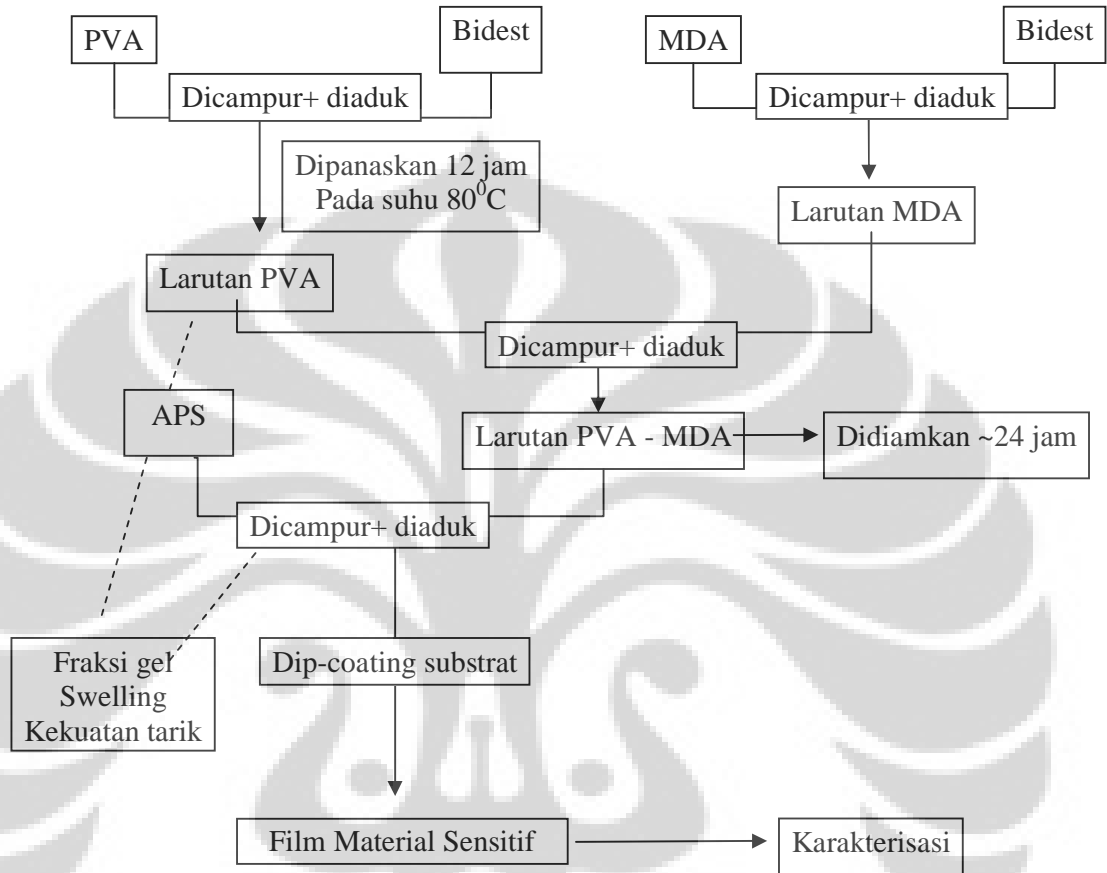 PVA
Bidest
MDA
Bidest
Dicampur+ diaduk
Dicampur+ diaduk
Dipanaskan 12 jam
Pada suhu 80⁰C
Larutan MDA
Larutan PVA
Dicampur+ diaduk
APS
Larutan PVA - MDA
Didiamkan ~24 jam
Dicampur+ diaduk
Fraksi gel
Swelling
Kekuatan tarik
Dip-coating substrat
Film Material Sensitif
Karakterisasi